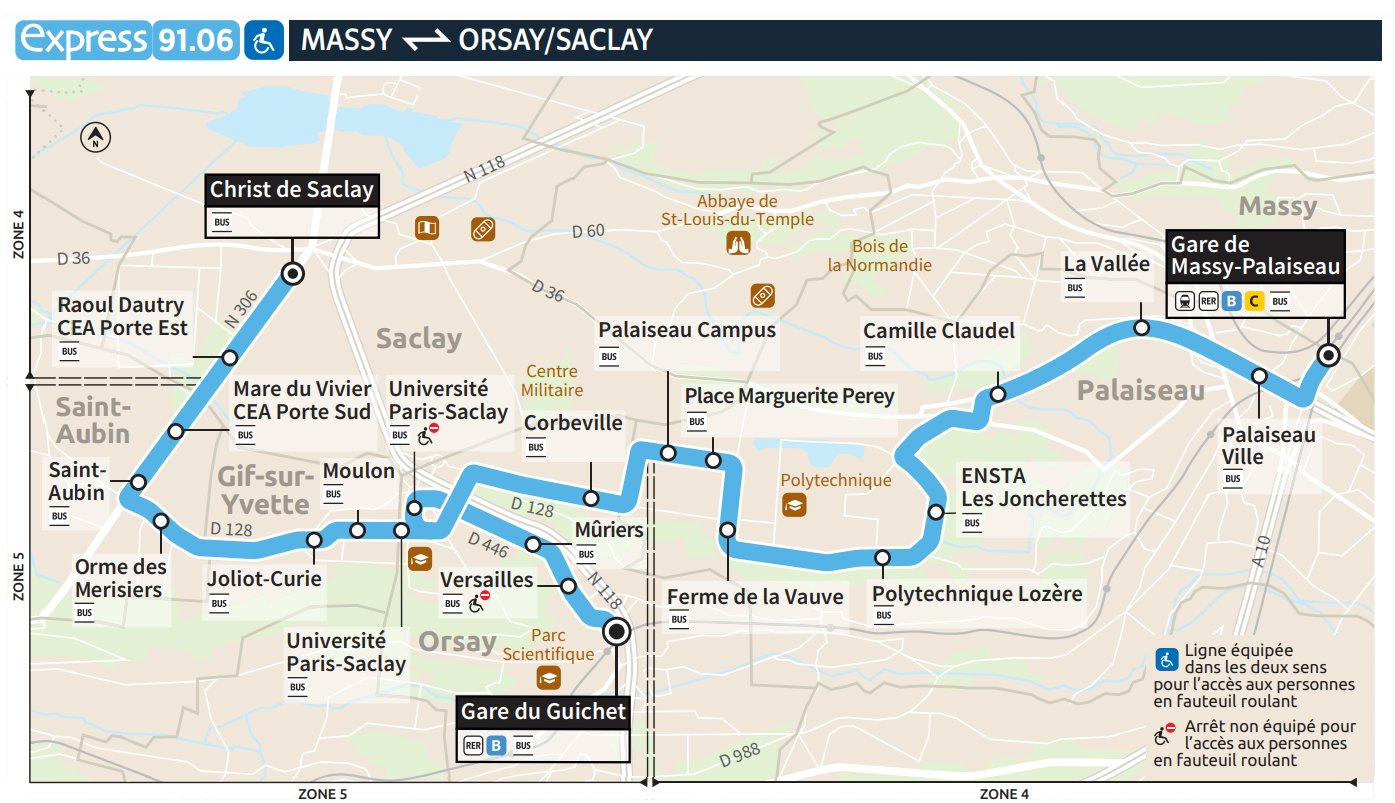 express 91.06 MASSY ⇌ ORSAY/SACLAY
ZONE 4
ZONE 5
N
N 118
Christ de Saclay
BUS
D 36
N 306
Raoul Dautry
CEA Porte Est
BUS
Saclay
D 60
D 36
Abbaye de
St-Louis-du-Temple
Bois de
la Normandie
Massy
Gare de
Massy-Palaiseau
RER B C BUS
La Vallée
BUS
Palaiseau Campus
BUS
Camille Claudel
BUS
Centre
Militaire
Mare du Vivier
CEA Porte Sud
BUS
Université
Paris-Saclay
BUS
Place Marguerite Perey
BUS
Palaiseau
Saint-
Aubin
Corbeville
BUS
Palaiseau
Ville
BUS
Saint-
Aubin
BUS
Gif-sur-
Yvette
Moulon
BUS
Polytechnique
ENSTA
Les Joncherettes
BUS
D 128
D 128
Mûriers
BUS
D 446
N 118
A 10
Orme des
Merisiers
BUS
Joliot-Curie
BUS
Versailles
BUS
Ferme de la Vauve
BUS
Polytechnique Lozère
BUS
Université
Paris-Saclay
BUS
Orsay
Parc
Scientifique
Gare du Guichet
RER B BUS
D 988
Ligne équipée
dans les deux sens
pour l'accès aux personnes
en fauteuil roulant
Arrêt non équipé pour
l'accès aux personnes
en fauteuil roulant
ZONE 5
ZONE 4